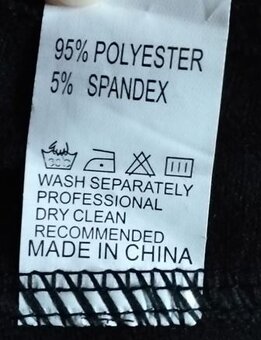 95% POLYESTER
5% SPANDEX
WASH SEPARATELY
PROFESSIONAL
DRY CLEAN
RECOMMENDED
MADE IN CHINA